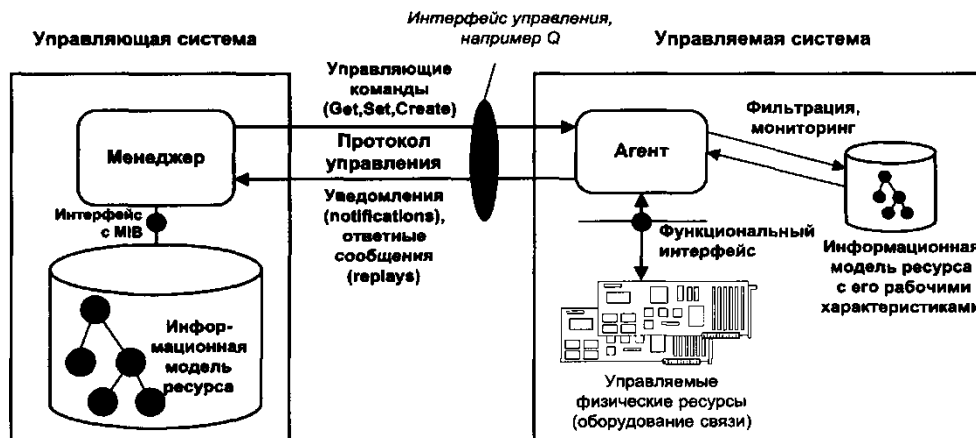 Интерфейс управления,
например Q
Управляющая система
Управляемая система
Управляющие
команды
(Get,Set,Create)
Менеджер
Протокол
управления
Агент
Фильтрация,
мониторинг
Уведомления
(notifications),
ответные
сообщения
(replays)
Интерфейс
с MIB
Функциональный
интерфейс
Информационная
модель ресурса
с его рабочими
характеристиками
Инфор-
мационная
модель
ресурса
Управляемые
физические ресурсы
(оборудование связи)